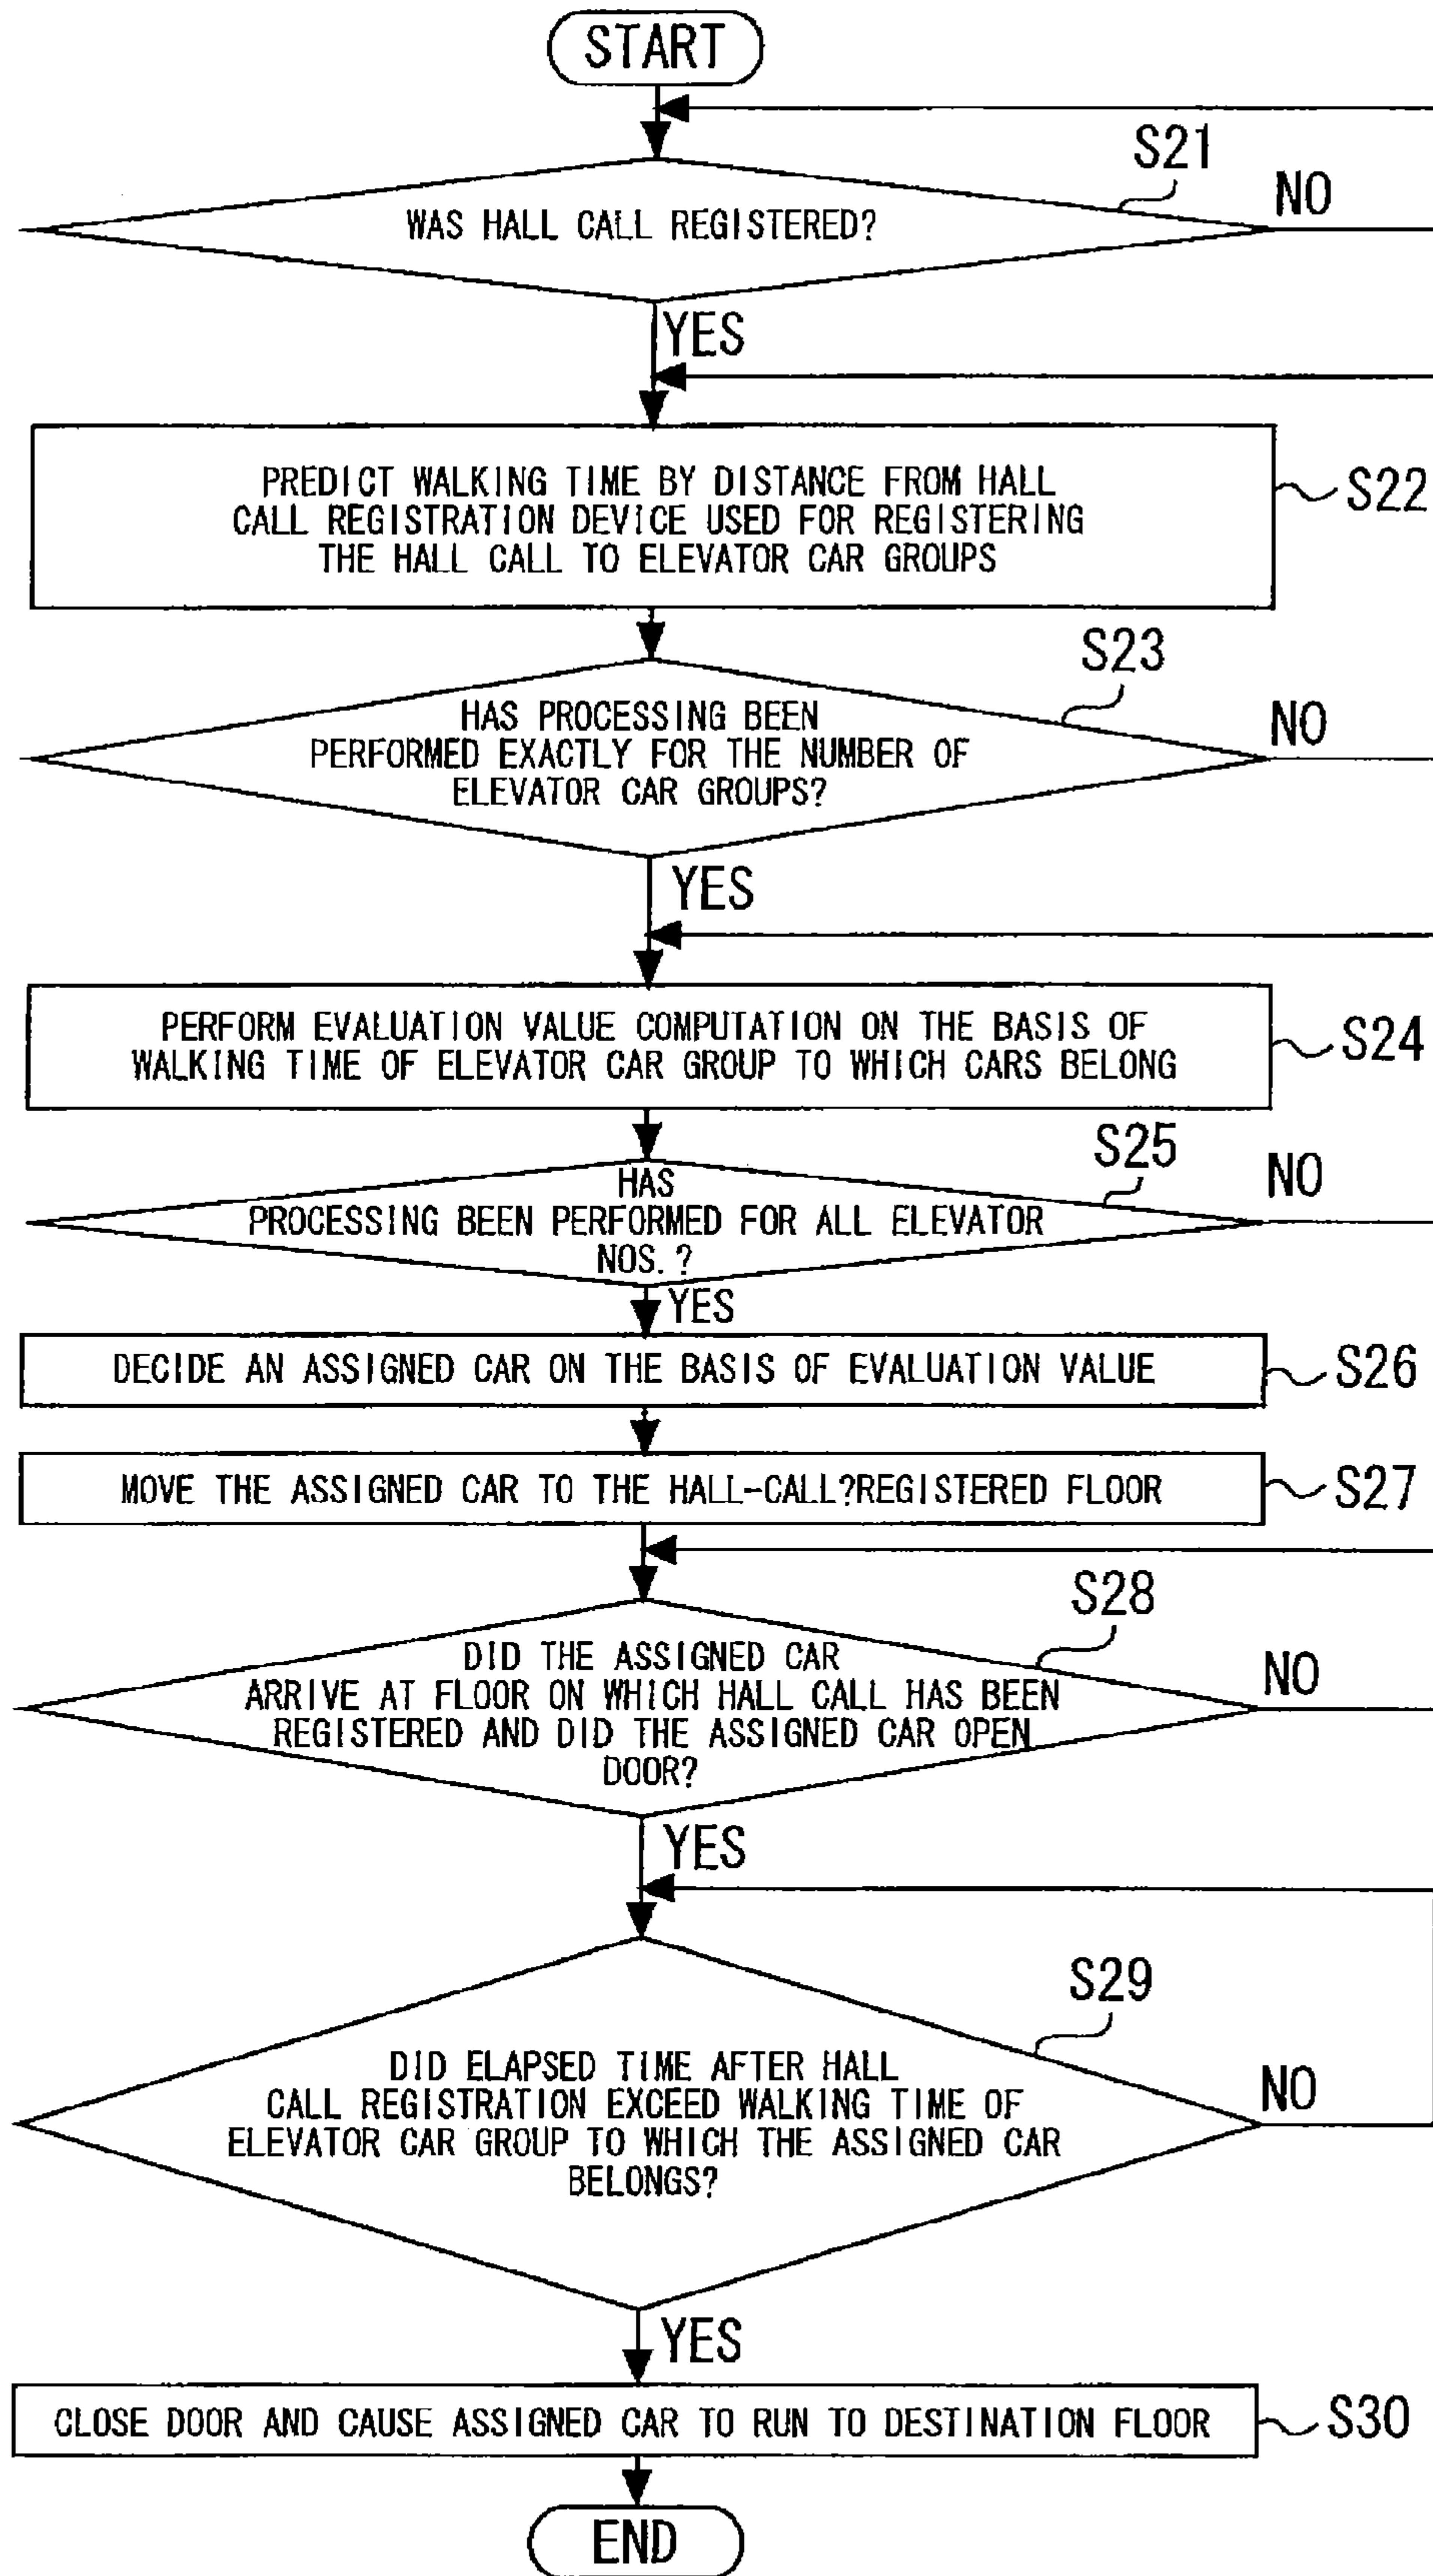 START
S21
NO
WAS HALL CALL REGISTERED?
YES
PREDICT WALKING TIME BY DISTANCE FROM HALL
CALL REGISTRATION DEVICE USED FOR REGISTERING
THE HALL CALL TO ELEVATOR CAR GROUPS
S22
S23
NO
HAS PROCESSING BEEN
PERFORMED EXACTLY FOR THE NUMBER OF
ELEVATOR CAR GROUPS?
YES
PERFORM EVALUATION VALUE COMPUTATION ON THE BASIS OF
WALKING TIME OF ELEVATOR CAR GROUP TO WHICH CARS BELONG
S24
S25
NO
HAS
PROCESSING BEEN PERFORMED FOR ALL ELEVATOR
NOS.?
YES
DECIDE AN ASSIGNED CAR ON THE BASIS OF EVALUATION VALUE
S26
MOVE THE ASSIGNED CAR TO THE HALL-CALL?REGISTERED FLOOR
S27
S28
NO
DID THE ASSIGNED CAR
ARRIVE AT FLOOR ON WHICH HALL CALL HAS BEEN
REGISTERED AND DID THE ASSIGNED CAR OPEN
DOOR?
YES
S29
NO
DID ELAPSED TIME AFTER HALL
CALL REGISTRATION EXCEED WALKING TIME OF
ELEVATOR CAR GROUP TO WHICH THE ASSIGNED CAR
BELONGS?
YES
CLOSE DOOR AND CAUSE ASSIGNED CAR TO RUN TO DESTINATION FLOOR
S30
END